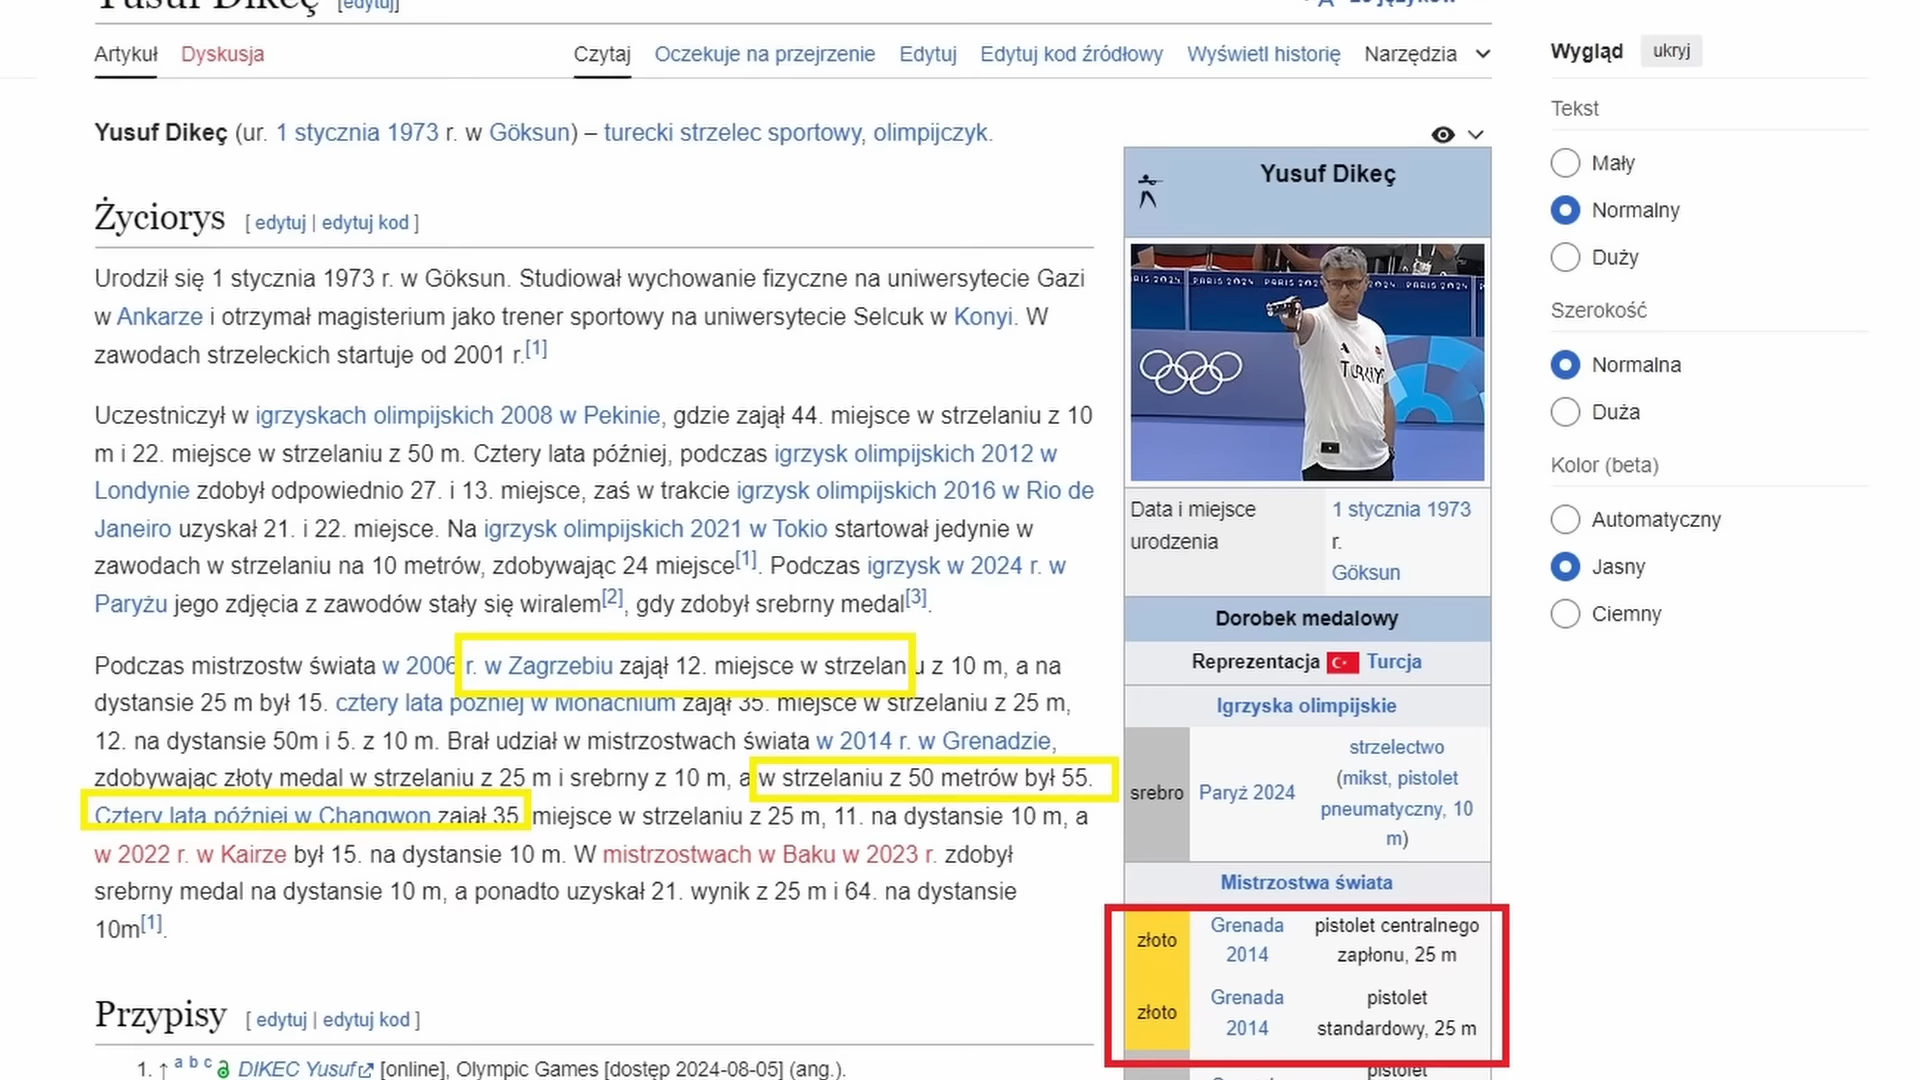 Yusuf Dikeç [edytuj]
Artykuł Dyskusja Czytaj Oczekuje na przejrzenie Edytuj Edytuj kod źródłowy Wyświetl historię Narzędzia
Yusuf Dikeç (ur. 1 stycznia 1973 r. w Göksun) – turecki strzelec sportowy, olimpijczyk.
Życiorys [ edytuj | edytuj kod ]
Urodził się 1 stycznia 1973 r. w Göksun. Studiował wychowanie fizyczne na uniwersytecie Gazi
w Ankarze i otrzymał magisterium jako trener sportowy na uniwersytecie Selcuk w Konyi. W
zawodach strzeleckich startuje od 2001 r.[1]
Uczestniczył w igrzyskach olimpijskich 2008 w Pekinie, gdzie zajął 44. miejsce w strzelaniu z 10
m i 22. miejsce w strzelaniu z 50 m. Cztery lata później, podczas igrzysk olimpijskich 2012 w
Londynie zdobył odpowiednio 27. i 13. miejsce, zaś w trakcie igrzysk olimpijskich 2016 w Rio de
Janeiro uzyskał 21. i 22. miejsce. Na igrzysk olimpijskich 2021 w Tokio startował jedynie w
zawodach w strzelaniu na 10 metrów, zdobywając 24 miejsce[1]. Podczas igrzysk w 2024 r. w
Paryżu jego zdjęcia z zawodów stały się wiralem[2], gdy zdobył srebrny medal[3].
Podczas mistrzostw świata w 2006 r. w Zagrzebiu zajął 12. miejsce w strzelaniu z 10 m, a na
dystansie 25 m był 15. cztery lata później w Monachium zajął 35. miejsce w strzelaniu z 25 m,
12. na dystansie 50m i 5. z 10 m. Brał udział w mistrzostwach świata w 2014 r. w Grenadzie,
zdobywając złoty medal w strzelaniu z 25 m i srebrny z 10 m, a w strzelaniu z 50 metrów był 55.
Cztery lata później w Changwon zajął 35 miejsce w strzelaniu z 25 m, 11. na dystansie 10 m, a
w 2022 r. w Kairze był 15. na dystansie 10 m. W mistrzostwach w Baku w 2023 r. zdobył
srebrny medal na dystansie 10 m, a ponadto uzyskał 21. wynik z 25 m i 64. na dystansie
10m[1].
Przypisy [ edytuj | edytuj kod ]
1. ↑ a b c DIKEC Yusuf [online], Olympic Games [dostęp 2024-08-05] (ang.).
Yusuf Dikeç
PARIS 2024 PARIS 2024 PARIS 2024 PARIS 2024
TÜRKİYE
Data i miejsce
urodzenia
1 stycznia 1973
r.
Göksun
Dorobek medalowy
Reprezentacja Turcja
Igrzyska olimpijskie
srebro
Paryż 2024
strzelectwo
(mikst, pistolet
pneumatyczny, 10
m)
Mistrzostwa świata
złoto
Grenada
2014
pistolet centralnego
zapłonu, 25 m
złoto
Grenada
2014
pistolet
standardowy, 25 m
pistolet
Wygląd ukryj
Tekst
Mały
Normalny
Duży
Szerokość
Normalna
Duża
Kolor (beta)
Automatyczny
Jasny
Ciemny